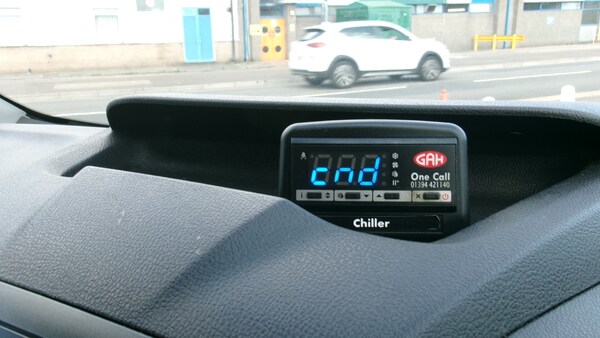 cnd
GAH
One Call
01394 421140
Chiller